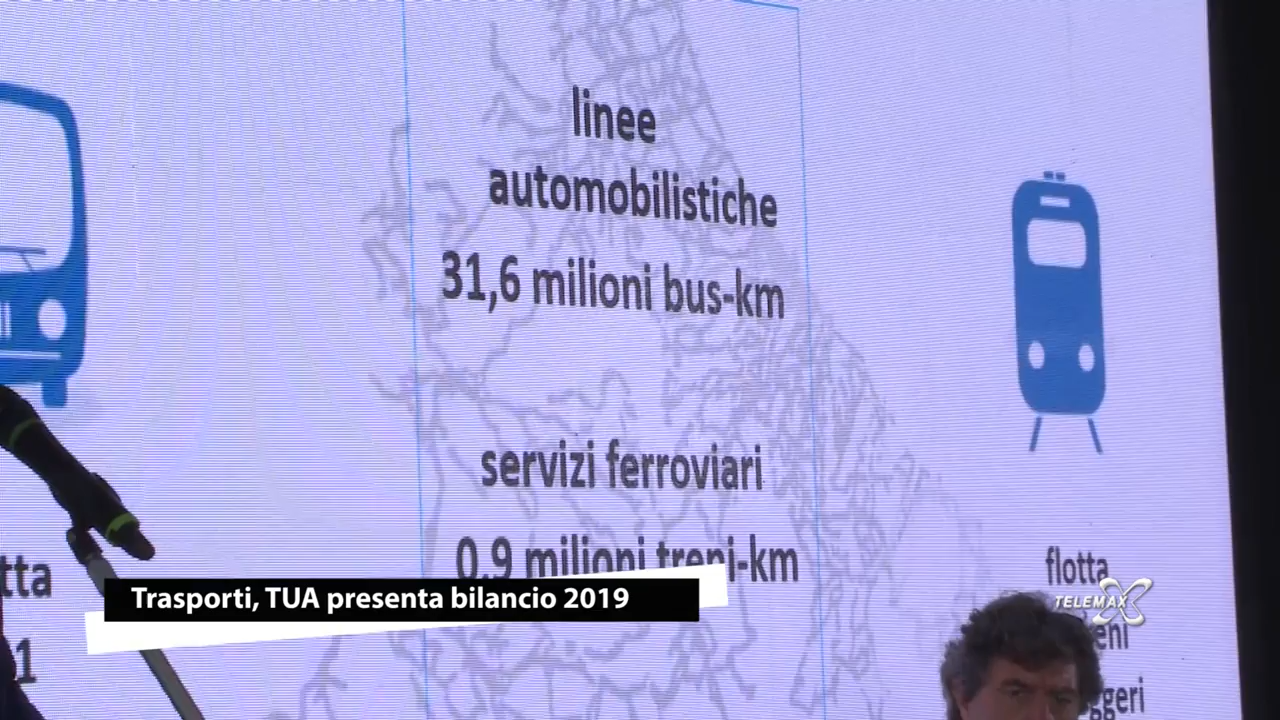 linee
automobilistiche
31,6 milioni bus-km
servizi ferroviari
0,9 milioni treni-km
flotta
Trasporti, TUA presenta bilancio 2019
TELEMAX